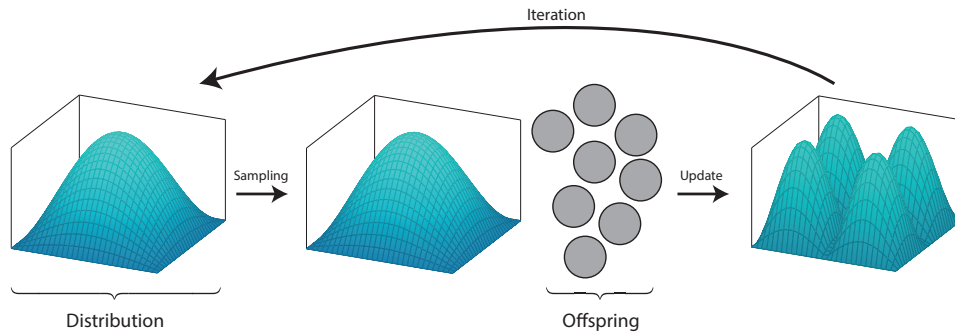 Iteration
Sampling
Update
Distribution
Offspring